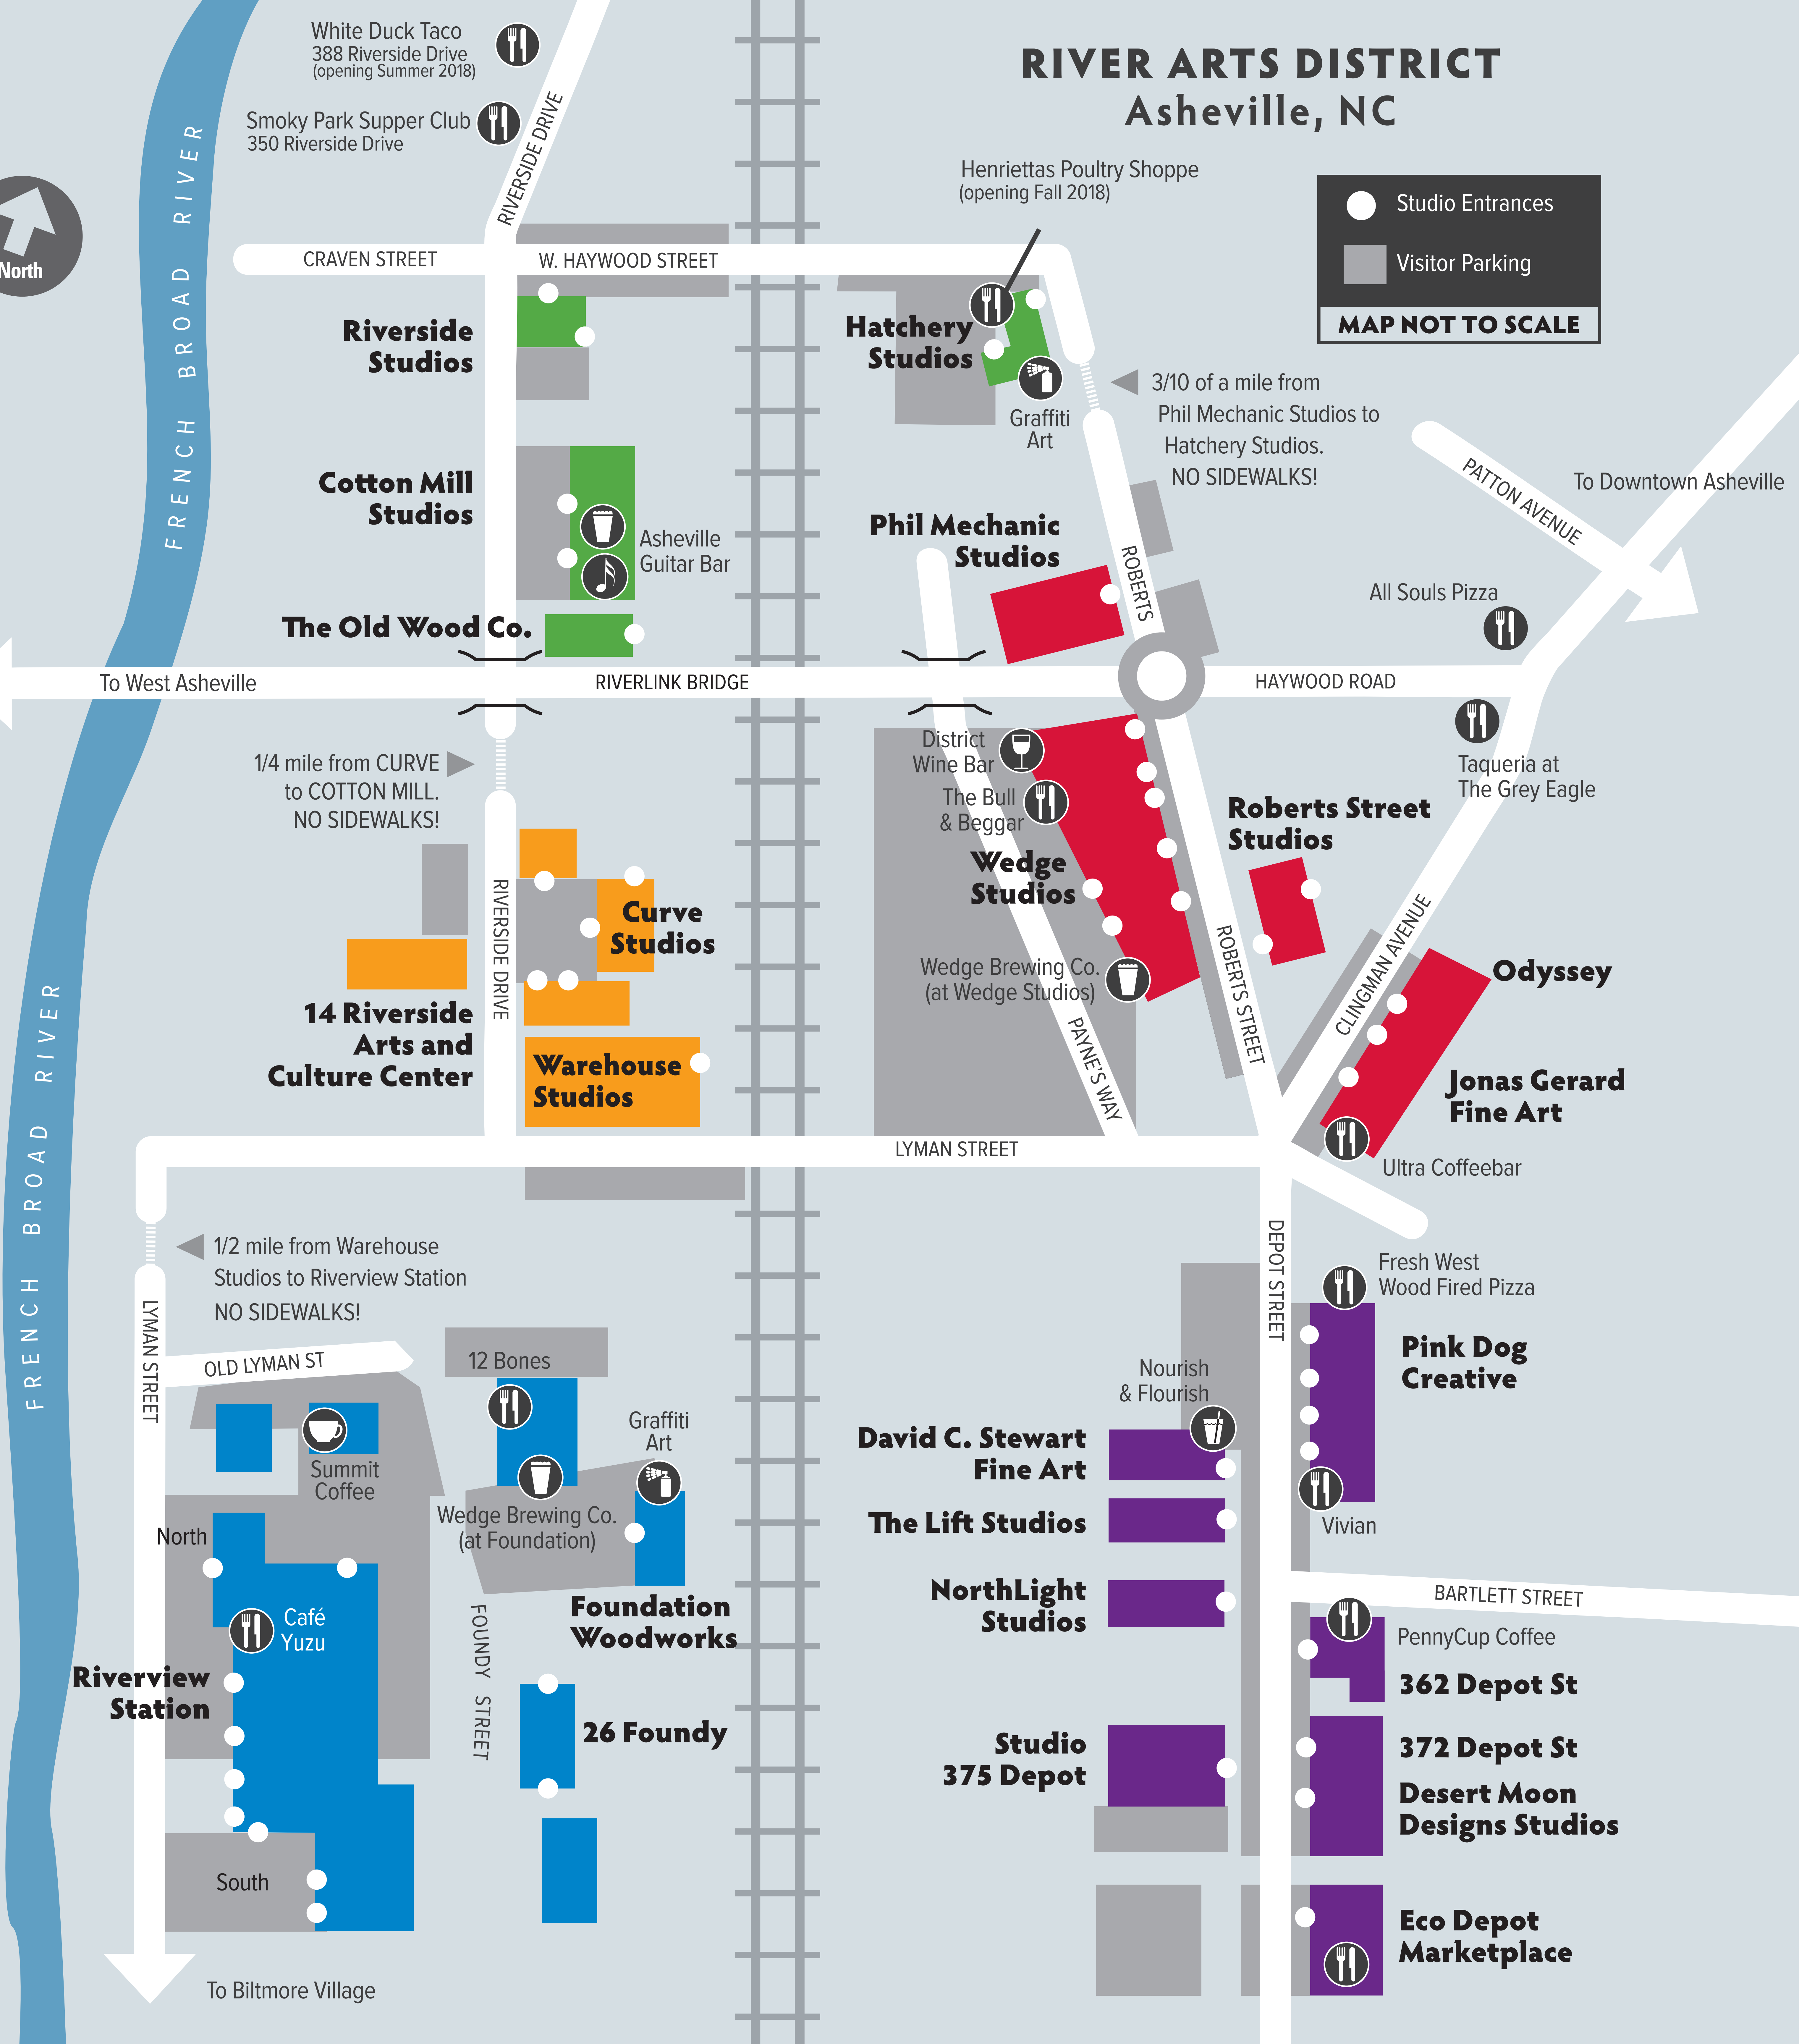 RIVER ARTS DISTRICT
Asheville, NC
White Duck Taco
388 Riverside Drive
(opening Summer 2018)
Smoky Park Supper Club
350 Riverside Drive
RIVERSIDE DRIVE
FRENCH BROAD RIVER
North
Henriettas Poultry Shoppe
(opening Fall 2018)
Studio Entrances
Visitor Parking
MAP NOT TO SCALE
CRAVEN STREET
W. HAYWOOD STREET
Riverside
Studios
Hatchery
Studios
Graffiti
Art
3/10 of a mile from
Phil Mechanic Studios to
Hatchery Studios.
NO SIDEWALKS!
PATTON AVENUE
To Downtown Asheville
Cotton Mill
Studios
Asheville
Guitar Bar
Phil Mechanic
Studios
ROBERTS
All Souls Pizza
The Old Wood Co.
To West Asheville
RIVERLINK BRIDGE
HAYWOOD ROAD
1/4 mile from CURVE
to COTTON MILL.
NO SIDEWALKS!
District
Wine Bar
The Bull
& Beggar
Wedge
Studios
Wedge Brewing Co.
(at Wedge Studios)
Taqueria at
The Grey Eagle
Roberts Street
Studios
RIVERSIDE DRIVE
Curve
Studios
14 Riverside
Arts and
Culture Center
Warehouse
Studios
PAYNE'S WAY
ROBERTS STREET
CLINGMAN AVENUE
Odyssey
Jonas Gerard
Fine Art
Ultra Coffeebar
LYMAN STREET
FRENCH BROAD RIVER
1/2 mile from Warehouse
Studios to Riverview Station
NO SIDEWALKS!
LYMAN STREET
OLD LYMAN ST
12 Bones
Summit
Coffee
Graffiti
Art
Wedge Brewing Co.
(at Foundation)
North
Café
Yuzu
Riverview
Station
South
FOUNDY STREET
Foundation
Woodworks
26 Foundy
To Biltmore Village
DEPOT STREET
Fresh West
Wood Fired Pizza
Pink Dog
Creative
Nourish
& Flourish
David C. Stewart
Fine Art
The Lift Studios
Vivian
NorthLight
Studios
BARTLETT STREET
PennyCup Coffee
362 Depot St
Studio
375 Depot
372 Depot St
Desert Moon
Designs Studios
Eco Depot
Marketplace